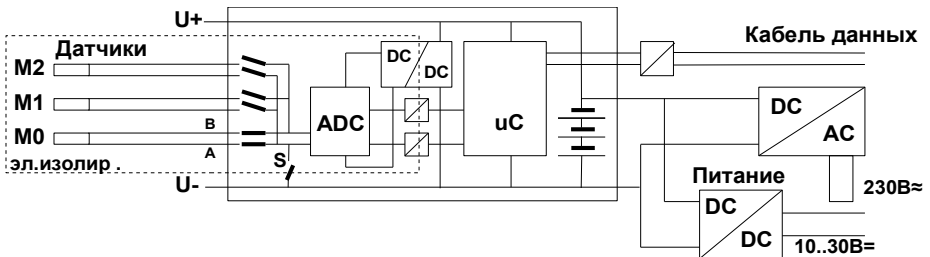 U+
Датчики
Кабель данных
M2
DC
DC
M1
B
M0
A
ADC
uC
DC
AC
эл.изолир .
S
U-
Питание
230В≈
DC
DC
10..30В=